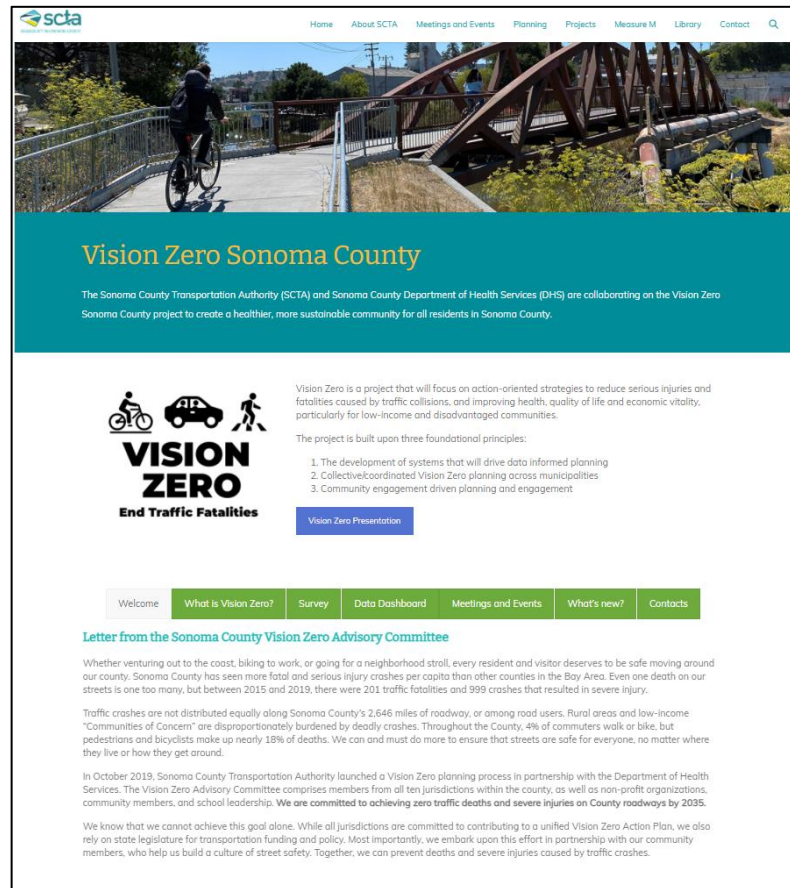 scta
Home About SCTA Meetings and Events Planning Projects Measure M Library Contact
Vision Zero Sonoma County
The Sonoma County Transportation Authority (SCTA) and Sonoma County Department of Health Services (DHS) are collaborating on the Vision Zero
Sonoma County project to create a healthier, more sustainable community for all residents in Sonoma County.
VISION
ZERO
End Traffic Fatalities
Vision Zero is a project that will focus on action-oriented strategies to reduce serious injuries and
fatalities caused by traffic collisions, and improving health, quality of life and economic vitality,
particularly for low-income and disadvantaged communities.
The project is built upon three foundational principles:
1. The development of systems that will drive data informed planning
2. Collective/coordinated Vision Zero planning across municipalities
3. Community engagement driven planning and engagement
Vision Zero Presentation
Welcome What is Vision Zero? Survey Data Dashboard Meetings and Events What's new? Contacts
Letter from the Sonoma County Vision Zero Advisory Committee
Whether venturing out to the coast, biking to work, or going for a neighborhood stroll, every resident and visitor deserves to be safe moving around
our county. Sonoma County has seen more fatal and serious injury crashes per capita than other counties in the Bay Area. Even one death on our
streets is one too many, but between 2015 and 2019, there were 201 traffic fatalities and 999 crashes that resulted in severe injury.
Traffic crashes are not distributed equally along Sonoma County's 2,646 miles of roadway, or among road users. Rural areas and low-income
"Communities of Concern" are disproportionately burdened by deadly crashes. Throughout the County, 4% of commuters walk or bike, but
pedestrians and bicyclists make up nearly 18% of deaths. We can and must do more to ensure that streets are safe for everyone, no matter where
they live or how they get around.
In October 2019, Sonoma County Transportation Authority launched a Vision Zero planning process in partnership with the Department of Health
Services. The Vision Zero Advisory Committee comprises members from all ten jurisdictions within the county, as well as non-profit organizations,
community members, and school leadership. We are committed to achieving zero traffic deaths and severe injuries on County roadways by 2035.
We know that we cannot achieve this goal alone. While all jurisdictions are committed to contributing to a unified Vision Zero Action Plan, we also
rely on state legislature for transportation funding and policy. Most importantly, we embark upon this effort in partnership with our community
members, who help us build a culture of street safety. Together, we can prevent deaths and severe injuries caused by traffic crashes.